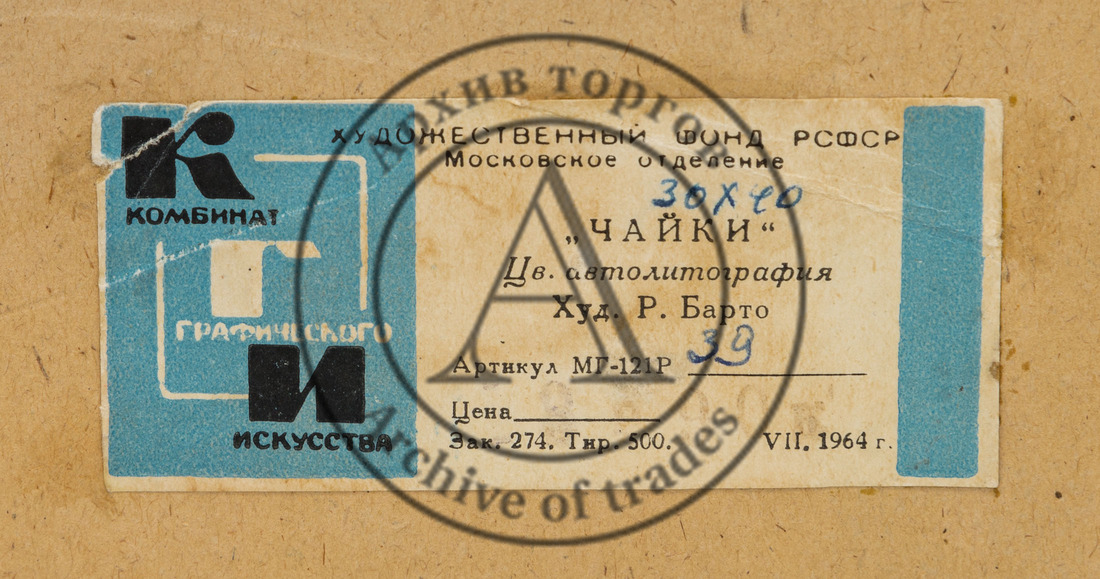 К
КОМБИНАТ
Г
ГРАФИЧЕСКОГО
И
ИСКУССТВА
ХУДОЖЕСТВЕННЫЙ ФОНД РСФСР
Московское отделение
30X40
„ЧАЙКИ“
Цв. автолитография
Худ. Р. Барто
Артикул МГ-121Р 39
Цена
Зак. 274. Тир. 500. VII. 1964 г.
Архив торгов
A
Archive of trades